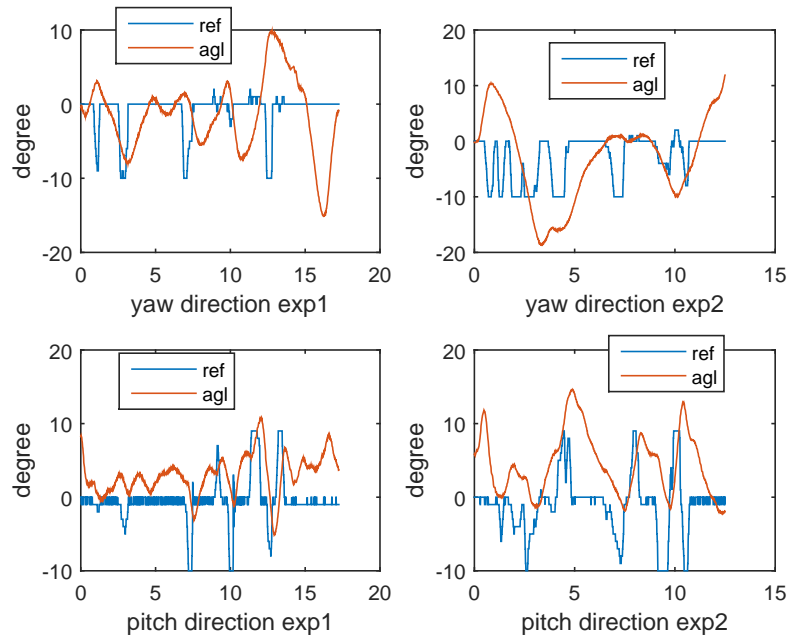 10
0
-10
-20
degree
0 5 10 15 20
yaw direction exp1
ref
agl
20
10
0
-10
-20
degree
0 5 10 15
yaw direction exp2
ref
agl
20
10
0
-10
degree
0 5 10 15 20
pitch direction exp1
ref
agl
20
10
0
-10
degree
0 5 10 15
pitch direction exp2
ref
agl